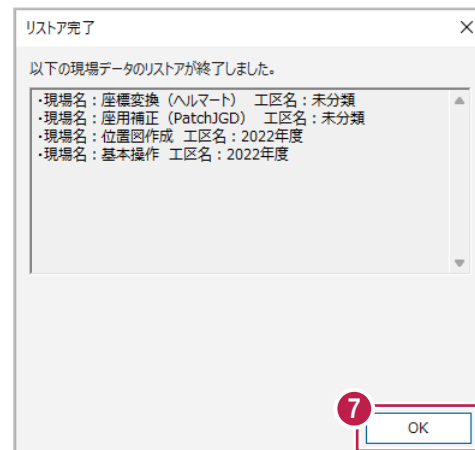 リストア完了
以下の現場データのリストアが終了しました。
・現場名：座標変換（ヘルマート） 工区名：未分類
・現場名：座用補正（PatchJGD） 工区名：未分類
・現場名：位置図作成 工区名：2022年度
・現場名：基本操作 工区名：2022年度
7
OK